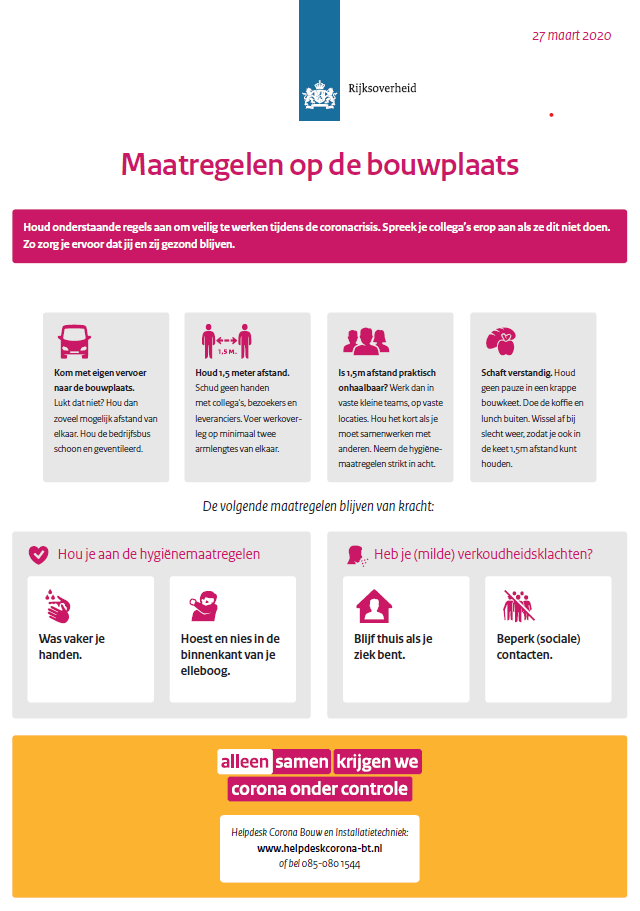 27 maart 2020
Rijksoverheid
Maatregelen op de bouwplaats
Houd onderstaande regels aan om veilig te werken tijdens de coronacrisis. Spreek je collega's erop aan als ze dit niet doen.
Zo zorg je ervoor dat jij en zij gezond blijven.
Kom met eigen vervoer
naar de bouwplaats.
Lukt dat niet? Hou dan
zoveel mogelijk afstand van
elkaar. Hou de bedrijfsbus
schoon en geventileerd.
1,5 M.
Houd 1,5 meter afstand.
Schud geen handen
met collega's, bezoekers en
leveranciers. Voer werkover-
leg op minimaal twee
armlengtes van elkaar.
Is 1,5m afstand praktisch
onhaalbaar? Werk dan in
vaste kleine teams, op vaste
locaties. Hou het kort als je
moet samenwerken met
anderen. Neem de hygiëne-
maatregelen strikt in acht.
Schaft verstandig. Houd
geen pauze in een krappe
bouwkeet. Doe de koffie en
lunch buiten. Wissel af bij
slecht weer, zodat je ook in
de keet 1,5m afstand kunt
houden.
De volgende maatregelen blijven van kracht:
Hou je aan de hygiënemaatregelen
Was vaker je
handen.
Hoest en nies in de
binnenkant van je
elleboog.
Heb je (milde) verkoudheidsklachten?
Blijf thuis als je
ziek bent.
Beperk (sociale)
contacten.
alleen samen krijgen we
corona onder controle
Helpdesk Corona Bouw en Installatietechniek:
www.helpdeskcorona-bt.nl
of bel 085-080 1544